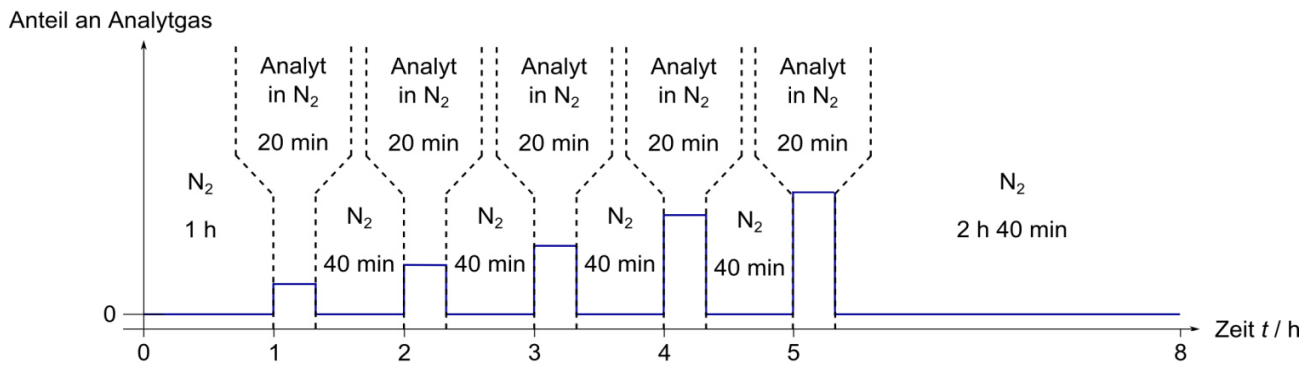 Anteil an Analytgas
Analyt Analyt Analyt Analyt Analyt
in N₂ in N₂ in N₂ in N₂ in N₂
20 min 20 min 20 min 20 min 20 min
N₂ N₂
1 h N₂ N₂ N₂ N₂ 2 h 40 min
40 min 40 min 40 min 40 min
0
Zeit t / h
0 1 2 3 4 5 8